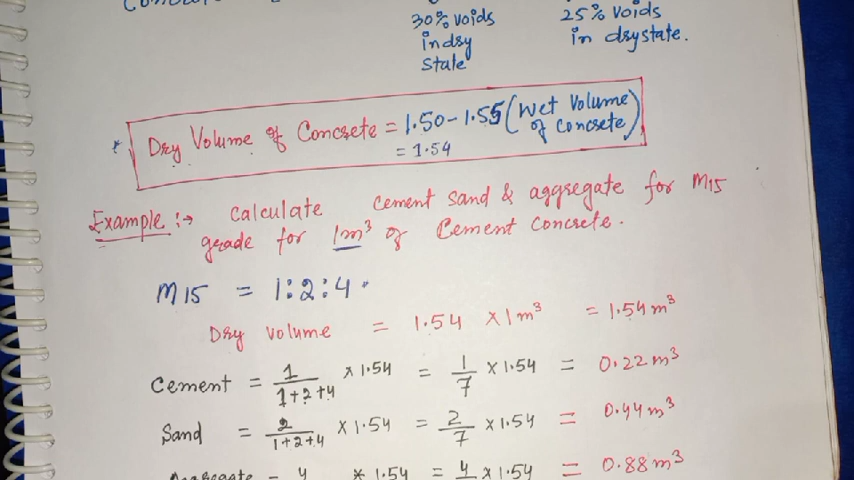 30% voids
in dry
State
25% voids
in dry state.
* Dry Volume of Concrete = 1.50 - 1.55 (Wet Volume of Concrete)
= 1.54
Example :→ Calculate cement sand & aggregate for M15
grade for 1m³ of Cement Concrete.
M15 = 1:2:4.
Dry volume = 1.54 × 1m³ = 1.54 m³
Cement = 1/(1+2+4) × 1.54 = 1/7 × 1.54 = 0.22 m³
Sand = 2/(1+2+4) × 1.54 = 2/7 × 1.54 = 0.44 m³
Aggregate = 4 × 1.54 = 4/ × 1.54 = 0.88 m³